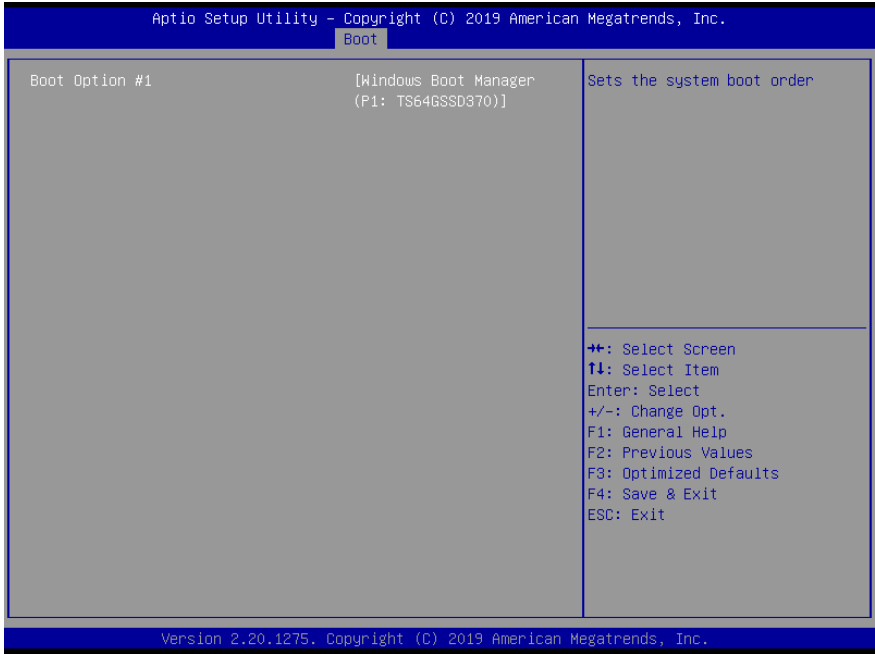 Aptio Setup Utility – Copyright (C) 2019 American Megatrends, Inc.
Boot
Boot Option #1 [Windows Boot Manager
(P1: TS64GSSD370)]
Sets the system boot order
→←: Select Screen
↑↓: Select Item
Enter: Select
+/-: Change Opt.
F1: General Help
F2: Previous Values
F3: Optimized Defaults
F4: Save & Exit
ESC: Exit
Version 2.20.1275. Copyright (C) 2019 American Megatrends, Inc.